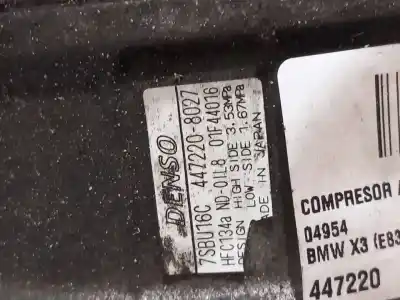 DENSO
7SBU16C 447220-8027
HFC134a ND-OIL8 01F44016
DESIGN HIGH SIDE 3.53MPa
LOW SIDE 1.67MPa
MADE IN JAPAN
COMPRESOR
04954
BMW X3 (E83
447220